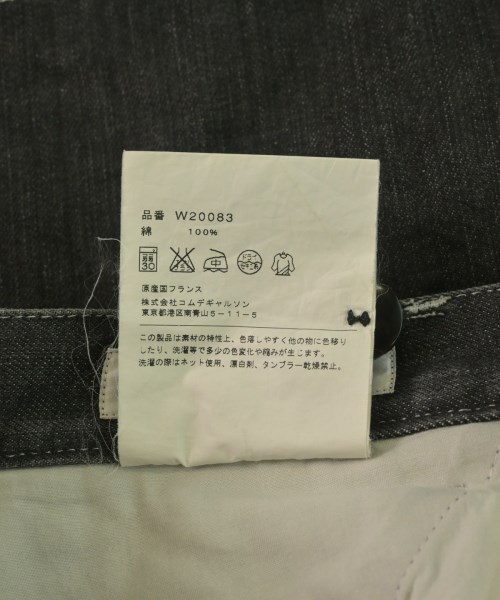 品番 W20083
綿 100%
30 中 ドライ
原産国フランス
株式会社コムデギャルソン
東京都港区南青山5-11-5
この製品は素材の特性上、色落しやすく他の物に色移り
したり、洗濯等で多少の色変化や縮みが生じます。
洗濯の際はネット使用、漂白剤、タンブラー乾燥禁止。